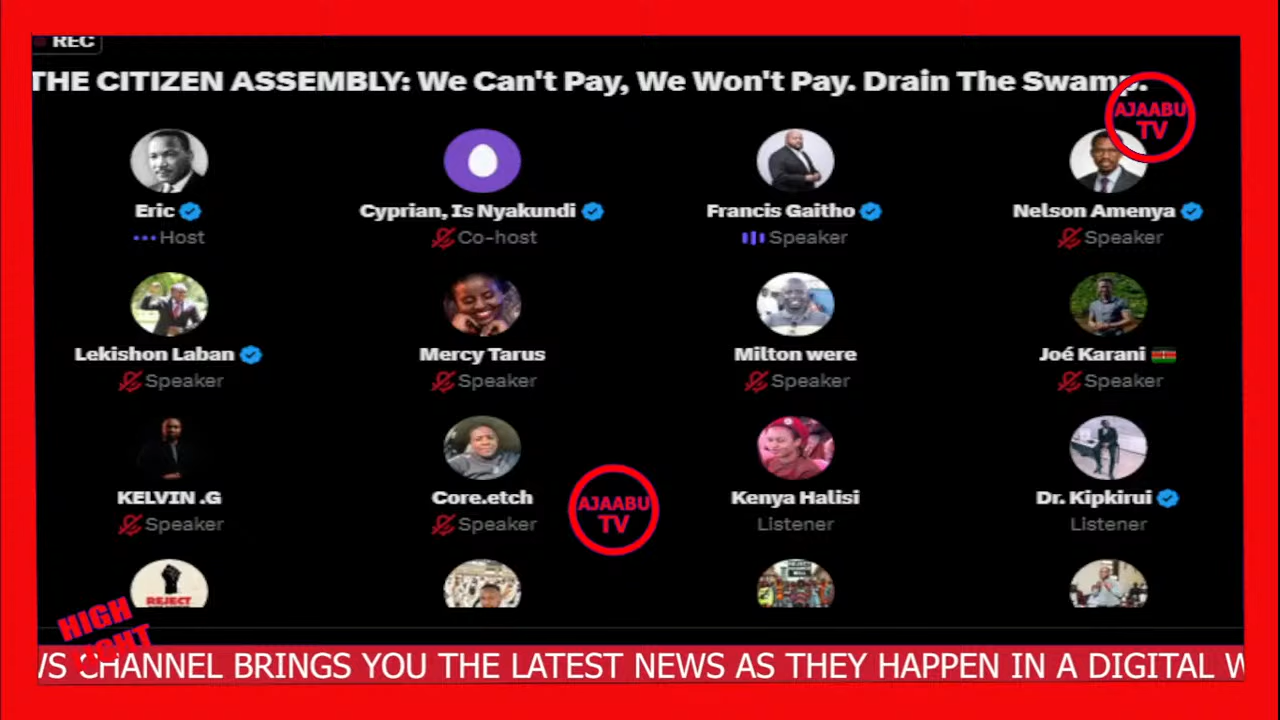 REC
THE CITIZEN ASSEMBLY: We Can't Pay, We Won't Pay. Drain The Swamp.
AJAABU
TV
Eric
Cyprian, Is Nyakundi
Francis Gaitho
Nelson Amenya
Host
Co-host
Speaker
Speaker
Lekishon Laban
Mercy Tarus
Milton were
Joé Karani
Speaker
Speaker
Speaker
Speaker
KELVIN .G
Core.etch
Kenya Halisi
Dr. Kipkirui
Speaker
Speaker
Listener
Listener
AJAABU
TV
REJECT
HIGH
VS CHANNEL BRINGS YOU THE LATEST NEWS AS THEY HAPPEN IN A DIGITAL W